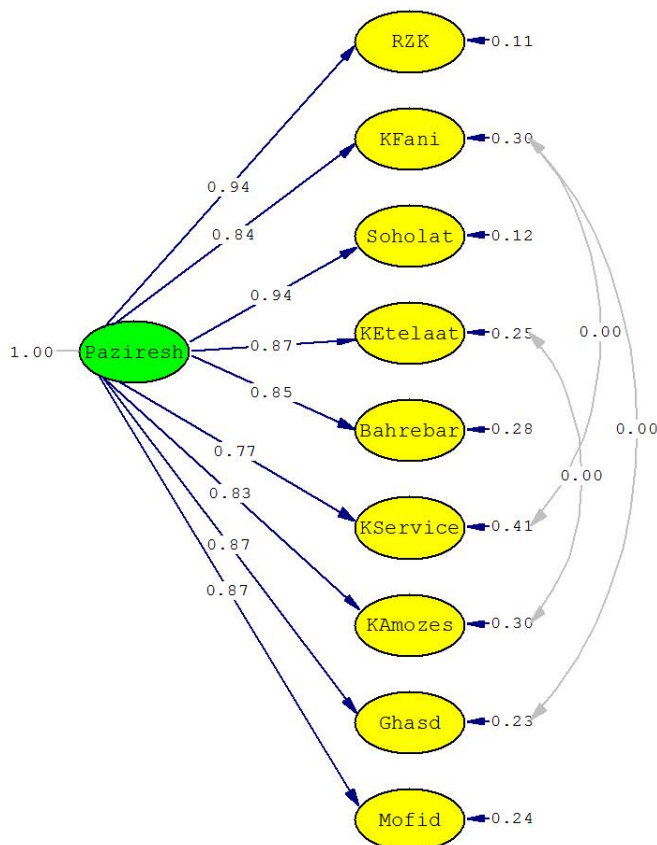 RZK
0.11
KFani
0.30
0.94
0.84
Soholat
0.12
0.94
KEtelaat
0.25
0.00
1.00
Paziresh
0.87
0.85
Bahrebar
0.28
0.00
0.77
0.00
0.83
KService
0.41
0.87
0.87
KAmozes
0.30
Ghasd
0.23
Mofid
0.24